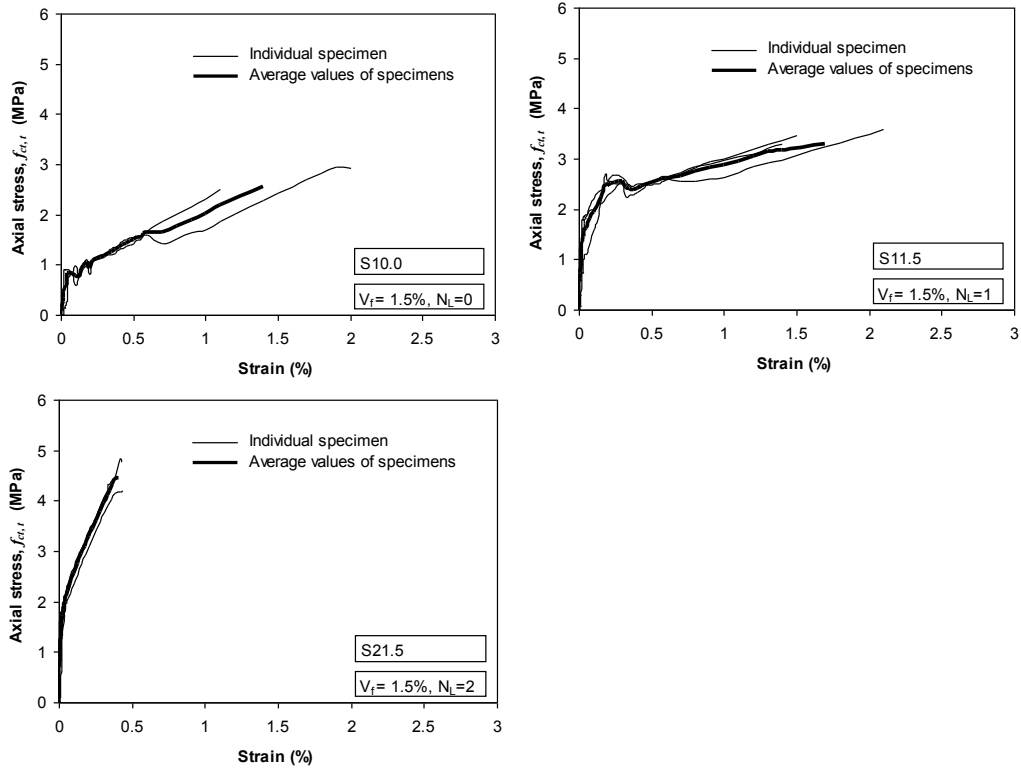 6
5
4
3
2
1
0
Axial stress, fct,t (MPa)
Individual specimen
Average values of specimens
S10.0
Vf= 1.5%, NL=0
0 0.5 1 1.5 2 2.5 3
Strain (%)
6
5
4
3
2
1
0
Axial stress, fct,t (MPa)
Individual specimen
Average values of specimens
S11.5
Vf= 1.5%, NL=1
0 0.5 1 1.5 2 2.5 3
Strain (%)
6
5
4
3
2
1
0
Axial stress, fct,t (MPa)
Individual specimen
Average values of specimens
S21.5
Vf= 1.5%, NL=2
0 0.5 1 1.5 2 2.5 3
Strain (%)